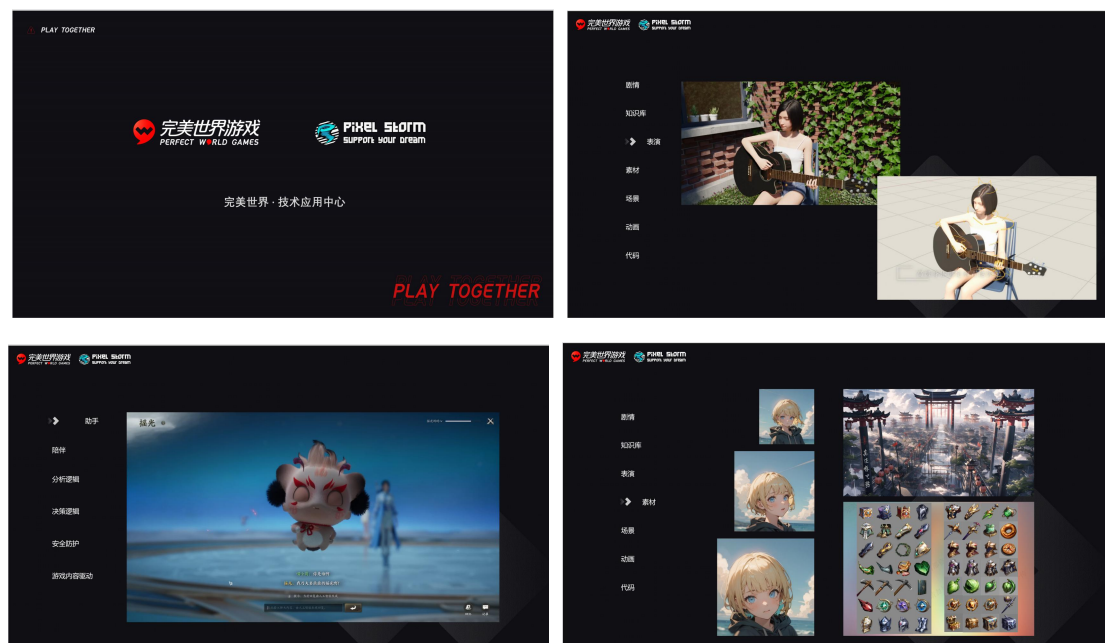 PLAY TOGETHER
完美世界游戏
PERFECT WORLD GAMES
PIXEL STORM
SUPPORT YOUR DREAM
完美世界 · 技术应用中心
PLAY TOGETHER
完美世界游戏
PERFECT WORLD GAMES
PIXEL STORM
SUPPORT YOUR DREAM
剧情
知识库
表演
素材
场景
动画
代码
完美世界游戏
PERFECT WORLD GAMES
PIXEL STORM
SUPPORT YOUR DREAM
助手
陪伴
分析逻辑
决策逻辑
安全防护
游戏内容驱动
摇光
完美世界游戏
PERFECT WORLD GAMES
PIXEL STORM
SUPPORT YOUR DREAM
剧情
知识库
表演
素材
场景
动画
代码